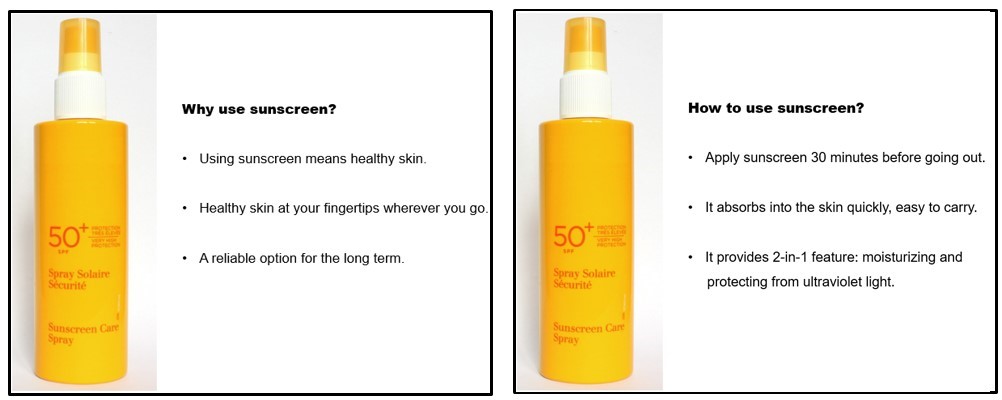 Why use sunscreen?
• Using sunscreen means healthy skin.
• Healthy skin at your fingertips wherever you go.
• A reliable option for the long term.
50+
SPF
PROTECTION
TRÈS ÉLEVÉE
VERY HIGH
PROTECTION
Spray Solaire
Sécurité
Sunscreen Care
Spray
How to use sunscreen?
• Apply sunscreen 30 minutes before going out.
• It absorbs into the skin quickly, easy to carry.
• It provides 2-in-1 feature: moisturizing and
protecting from ultraviolet light.
50+
SPF
PROTECTION
TRÈS ÉLEVÉE
VERY HIGH
PROTECTION
Spray Solaire
Sécurité
Sunscreen Care
Spray